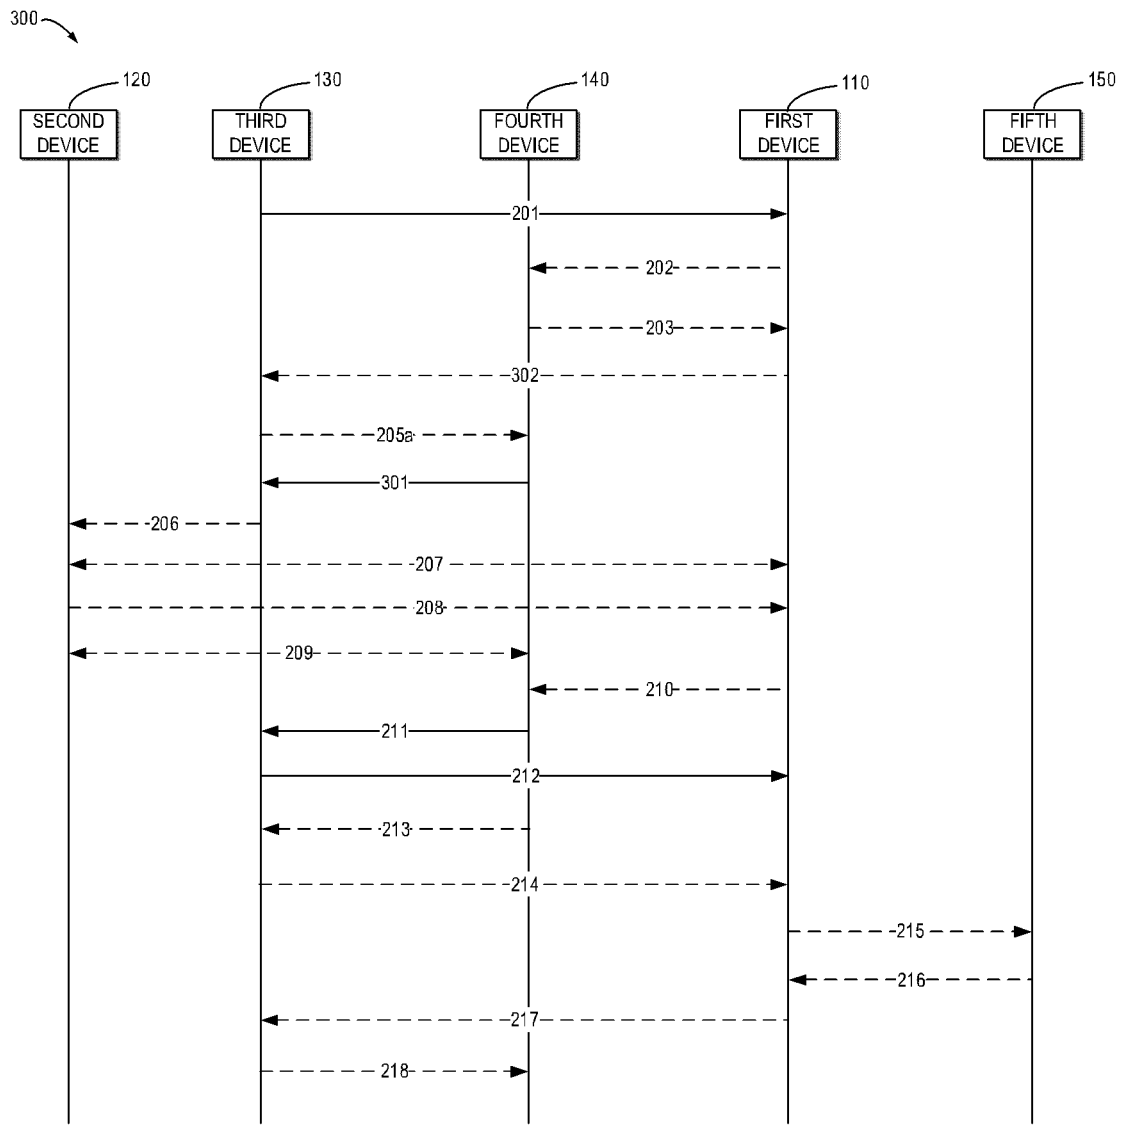 300
120
130
140
110
150
SECOND
DEVICE
THIRD
DEVICE
FOURTH
DEVICE
FIRST
DEVICE
FIFTH
DEVICE
201
202
203
302
205a
301
206
207
208
209
210
211
212
213
214
215
216
217
218